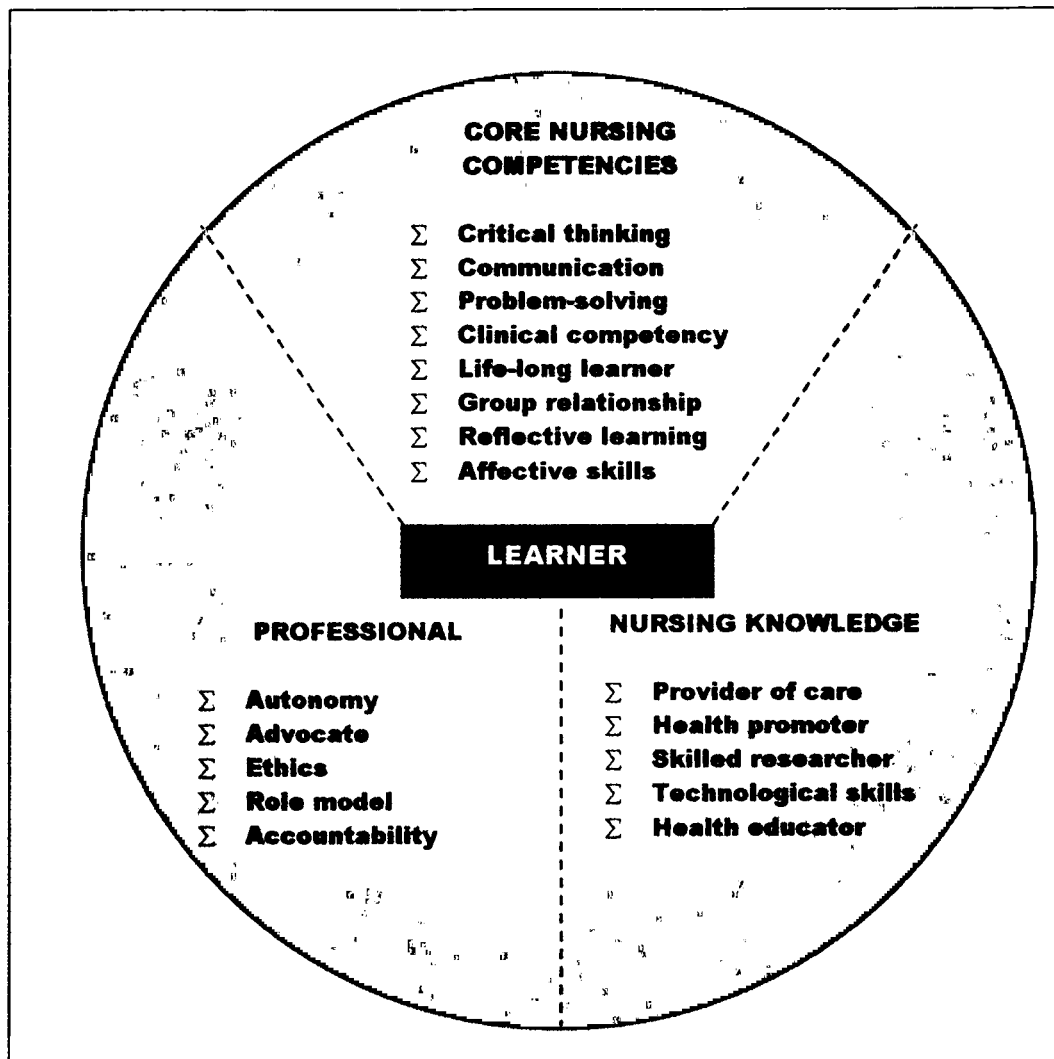 CORE NURSING
COMPETENCIES
Σ Critical thinking
Σ Communication
Σ Problem-solving
Σ Clinical competency
Σ Life-long learner
Σ Group relationship
Σ Reflective learning
Σ Affective skills
LEARNER
PROFESSIONAL
Σ Autonomy
Σ Advocate
Σ Ethics
Σ Role model
Σ Accountability
NURSING KNOWLEDGE
Σ Provider of care
Σ Health promoter
Σ Skilled researcher
Σ Technological skills
Σ Health educator